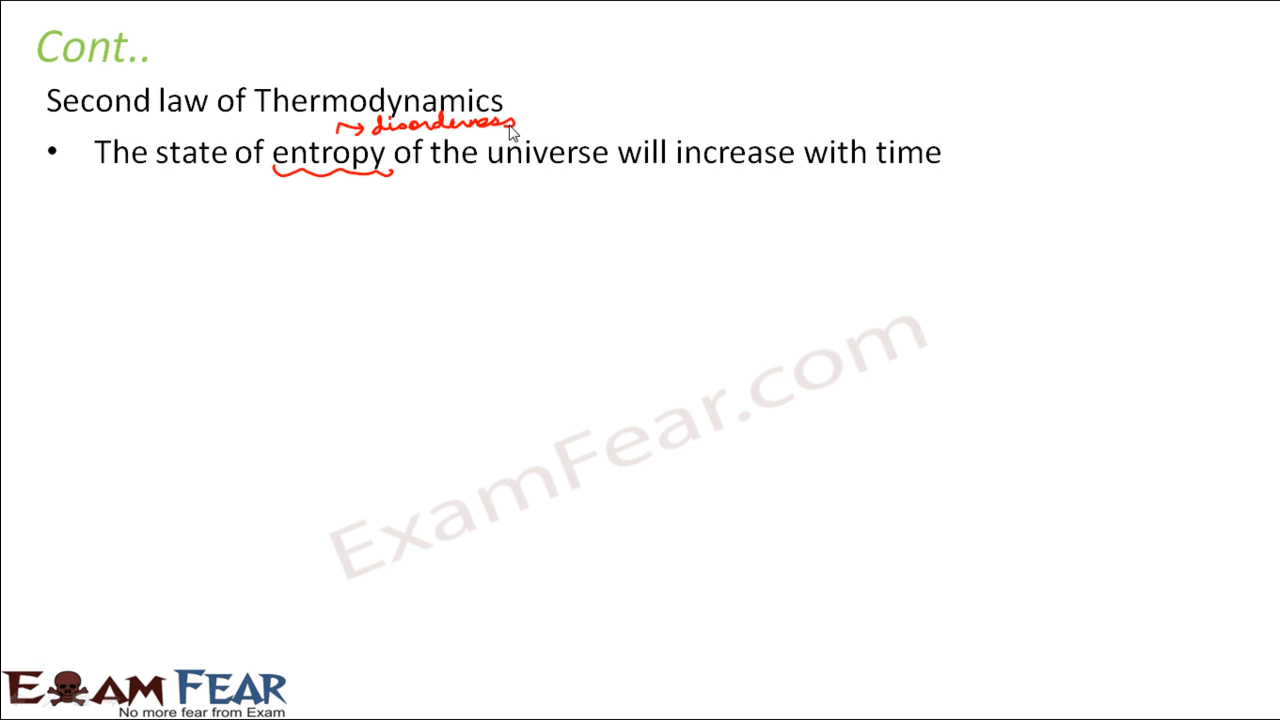 Cont..
Second law of Thermodynamics
disorderness
• The state of entropy of the universe will increase with time
ExamFear.com
EXAM FEAR
No more fear from Exam